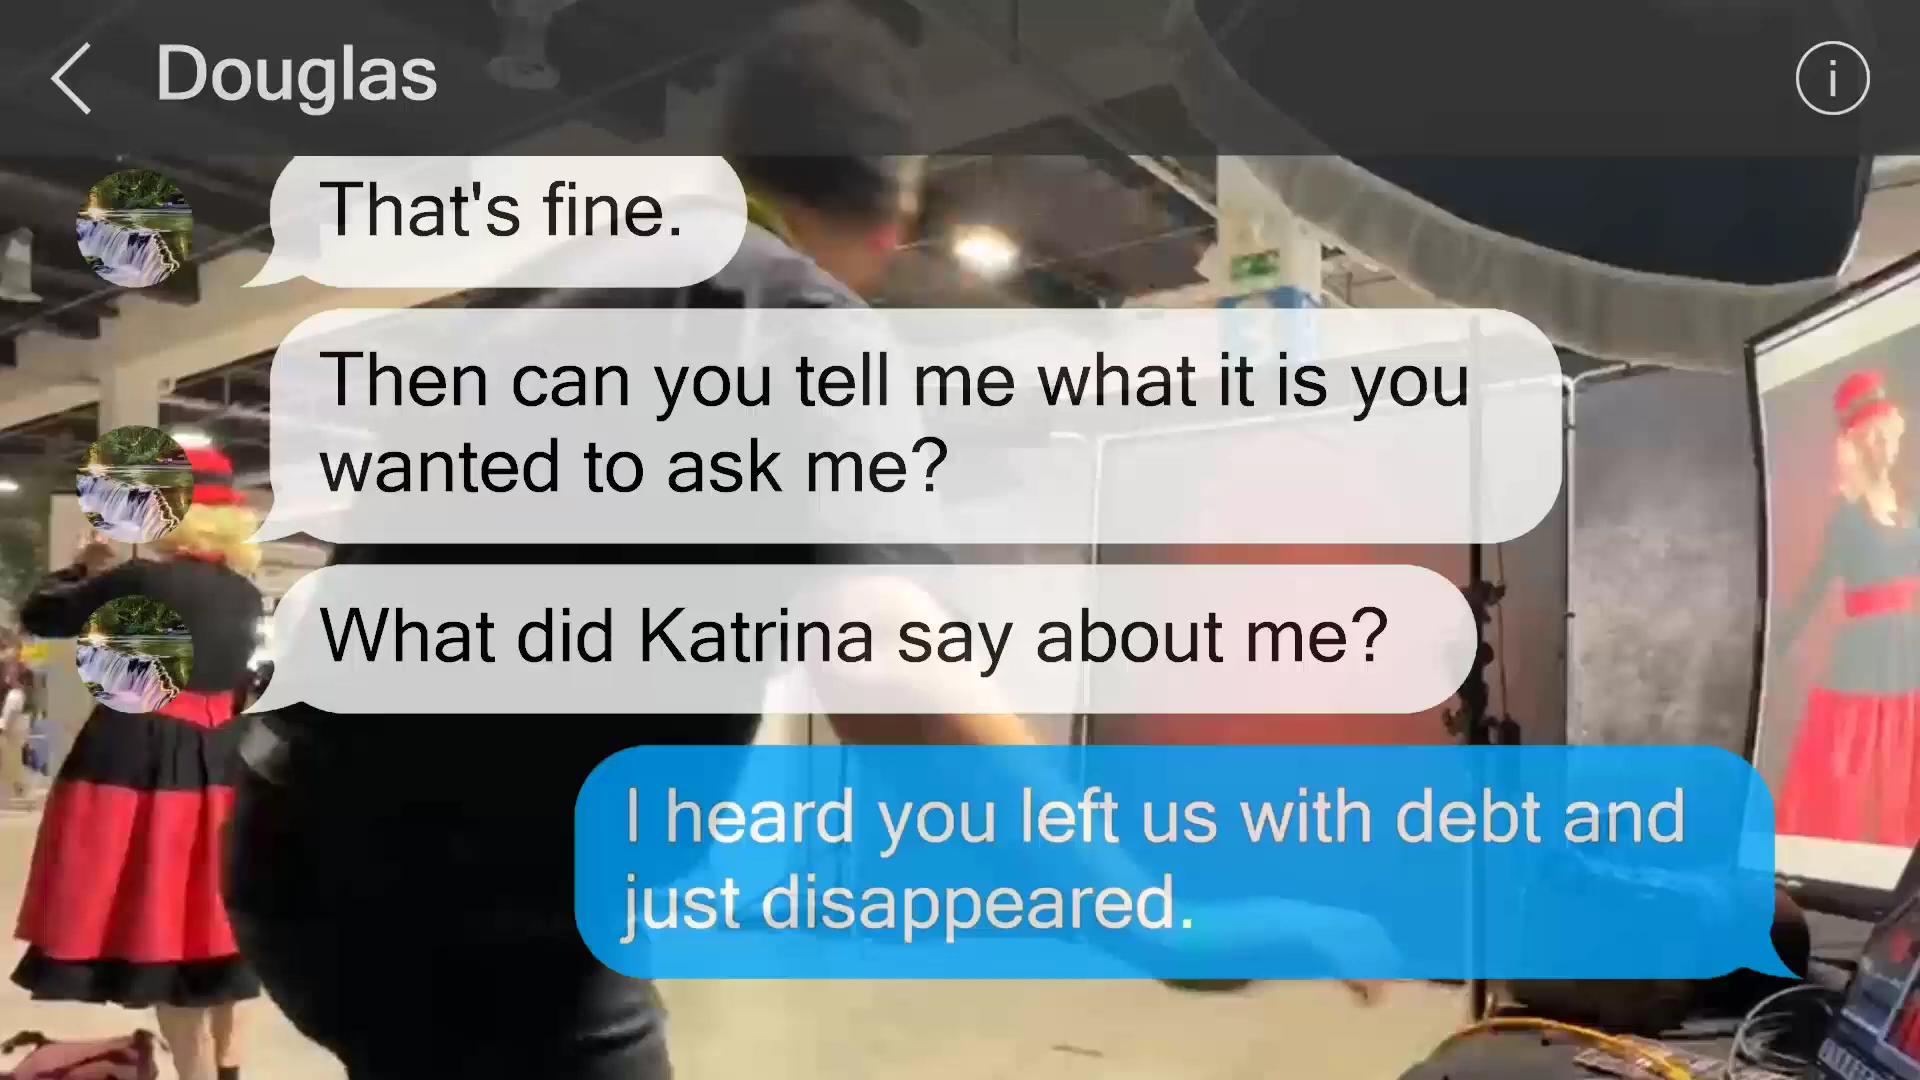 Douglas
That's fine.
Then can you tell me what it is you
wanted to ask me?
What did Katrina say about me?
I heard you left us with debt and
just disappeared.